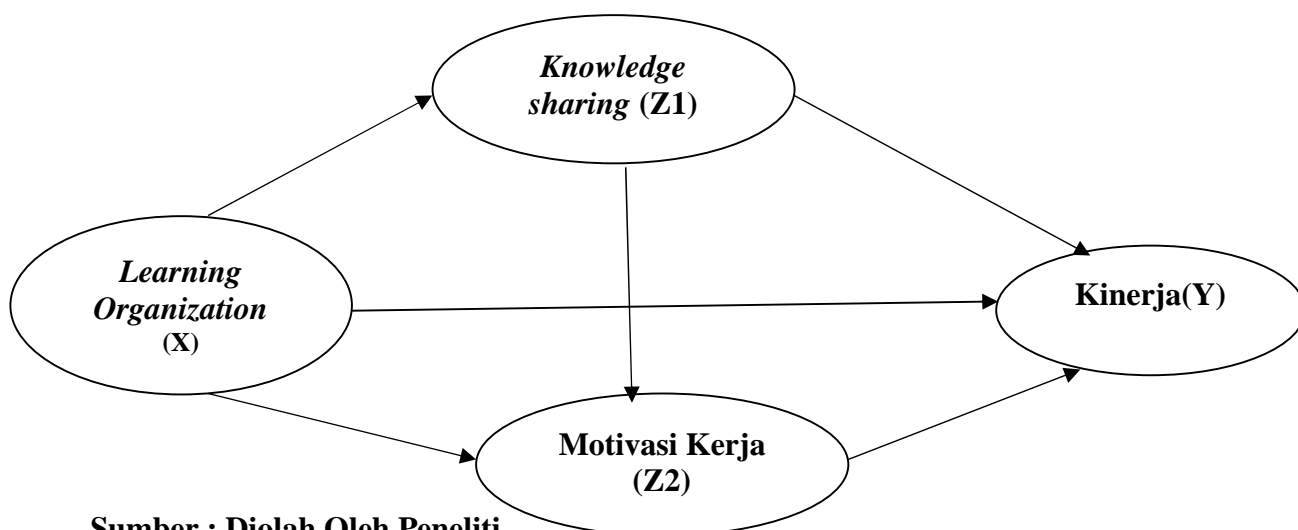 Knowledge
sharing (Z1)
Learning
Organization
(X)
Kinerja(Y)
Motivasi Kerja
(Z2)
Sumber : Diolah Oleh Peneliti